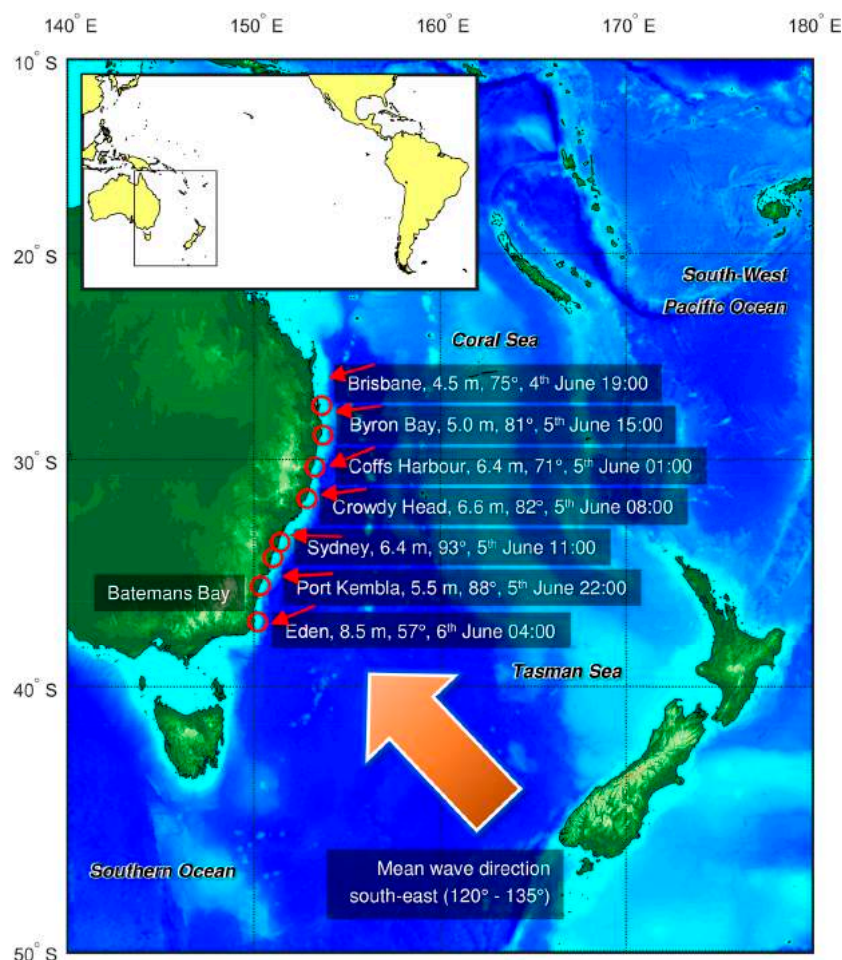 140° E
150° E
160° E
170° E
180° E
10° S
20° S
30° S
40° S
50° S
South-West
Pacific Ocean
Coral Sea
Brisbane, 4.5 m, 75°, 4th June 19:00
Byron Bay, 5.0 m, 81°, 5th June 15:00
Coffs Harbour, 6.4 m, 71°, 5th June 01:00
Crowdy Head, 6.6 m, 82°, 5th June 08:00
Sydney, 6.4 m, 93°, 5th June 11:00
Batemans Bay
Port Kembla, 5.5 m, 88°, 5th June 22:00
Eden, 8.5 m, 57°, 6th June 04:00
Tasman Sea
Southern Ocean
Mean wave direction
south-east (120° - 135°)